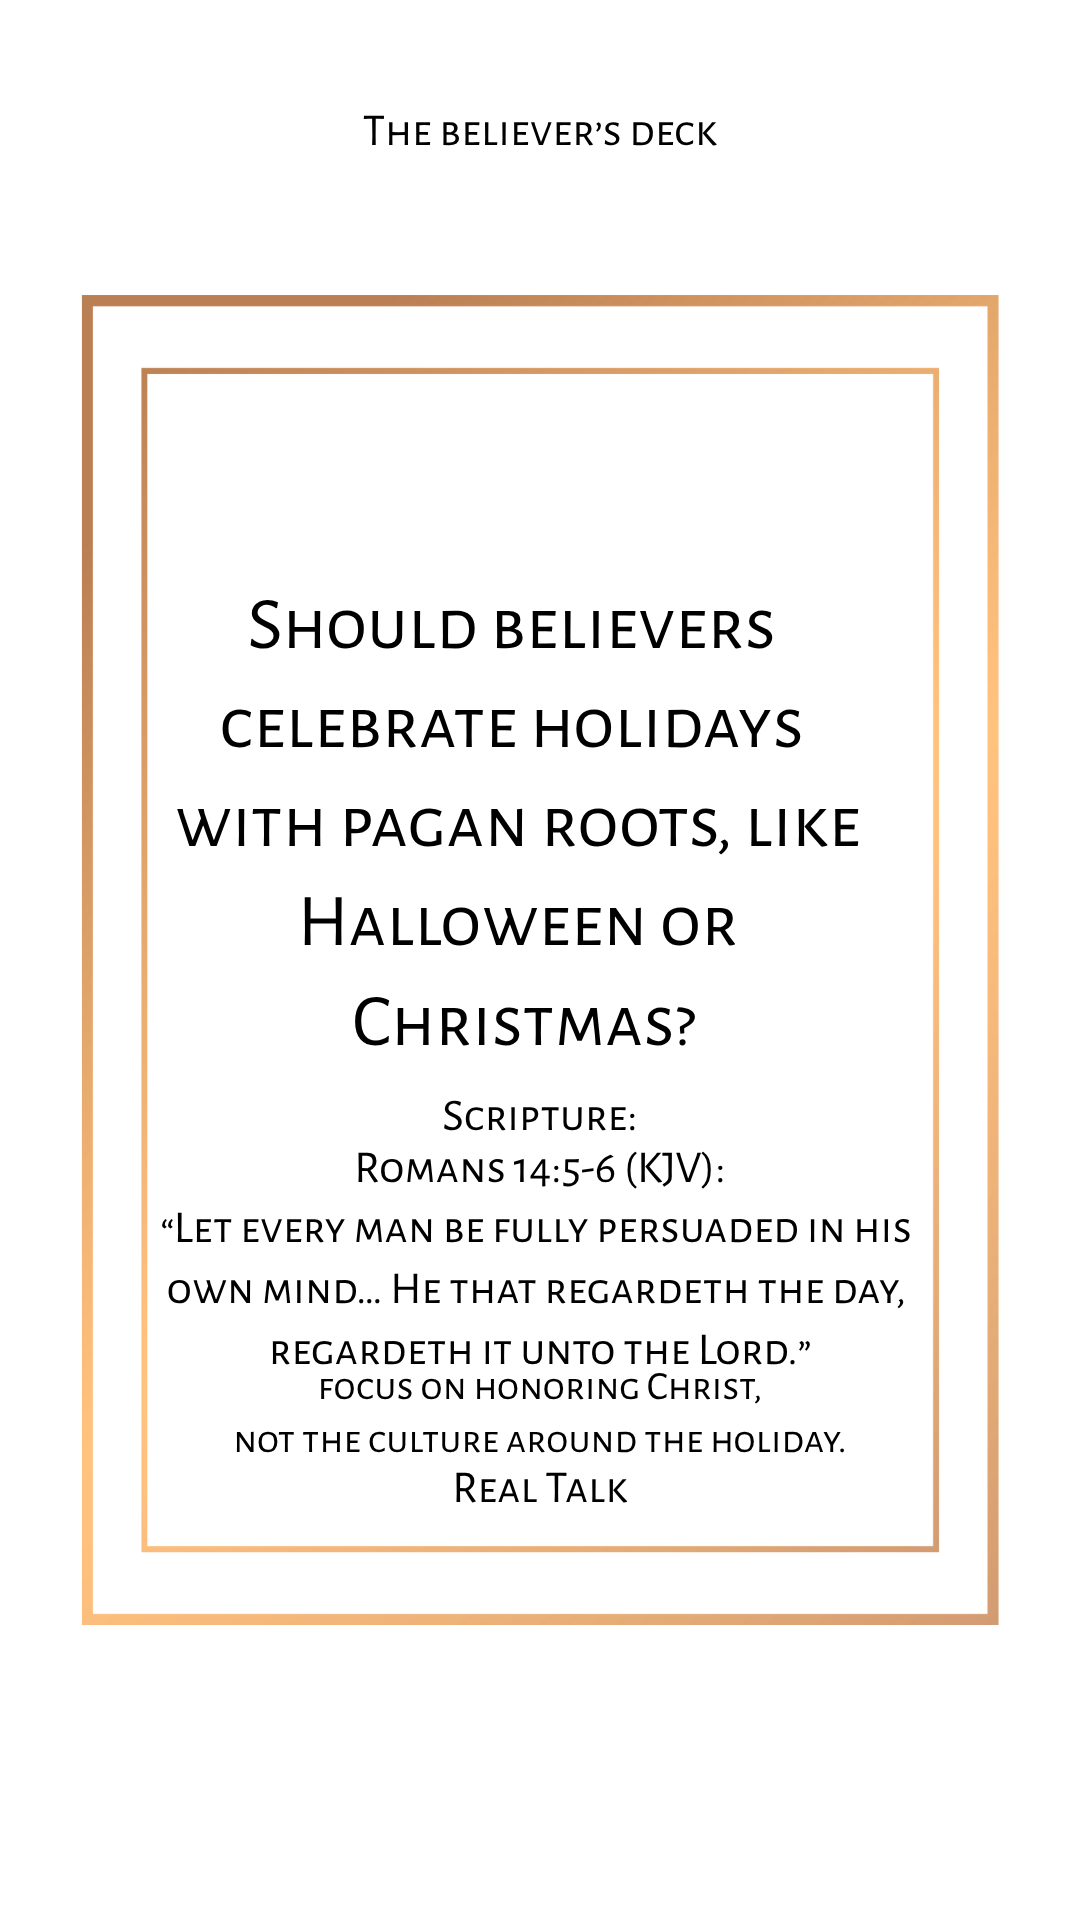 The believer’s deck
Should believers
celebrate holidays
with pagan roots, like
Halloween or
Christmas?
Scripture:
Romans 14:5-6 (KJV):
“Let every man be fully persuaded in his
own mind... He that regardeth the day,
regardeth it unto the Lord.”
focus on honoring Christ,
not the culture around the holiday.
Real Talk